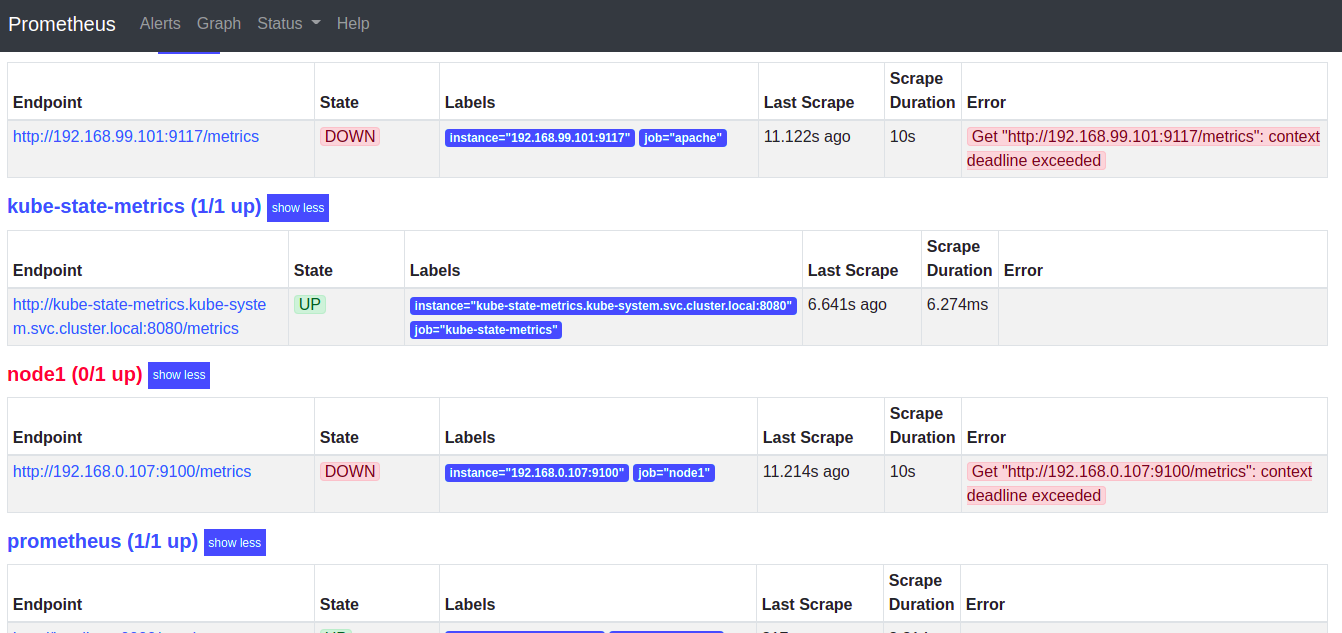 Prometheus Alerts Graph Status Help
Scrape
Endpoint State Labels Last Scrape Duration Error
http://192.168.99.101:9117/metrics DOWN instance="192.168.99.101:9117" job="apache" 11.122s ago 10s Get "http://192.168.99.101:9117/metrics": context
deadline exceeded
kube-state-metrics (1/1 up) show less
Scrape
Endpoint State Labels Last Scrape Duration Error
http://kube-state-metrics.kube-syste UP instance="kube-state-metrics.kube-system.svc.cluster.local:8080" 6.641s ago 6.274ms
m.svc.cluster.local:8080/metrics job="kube-state-metrics"
node1 (0/1 up) show less
Scrape
Endpoint State Labels Last Scrape Duration Error
http://192.168.0.107:9100/metrics DOWN instance="192.168.0.107:9100" job="node1" 11.214s ago 10s Get "http://192.168.0.107:9100/metrics": context
deadline exceeded
prometheus (1/1 up) show less
Scrape
Endpoint State Labels Last Scrape Duration Error